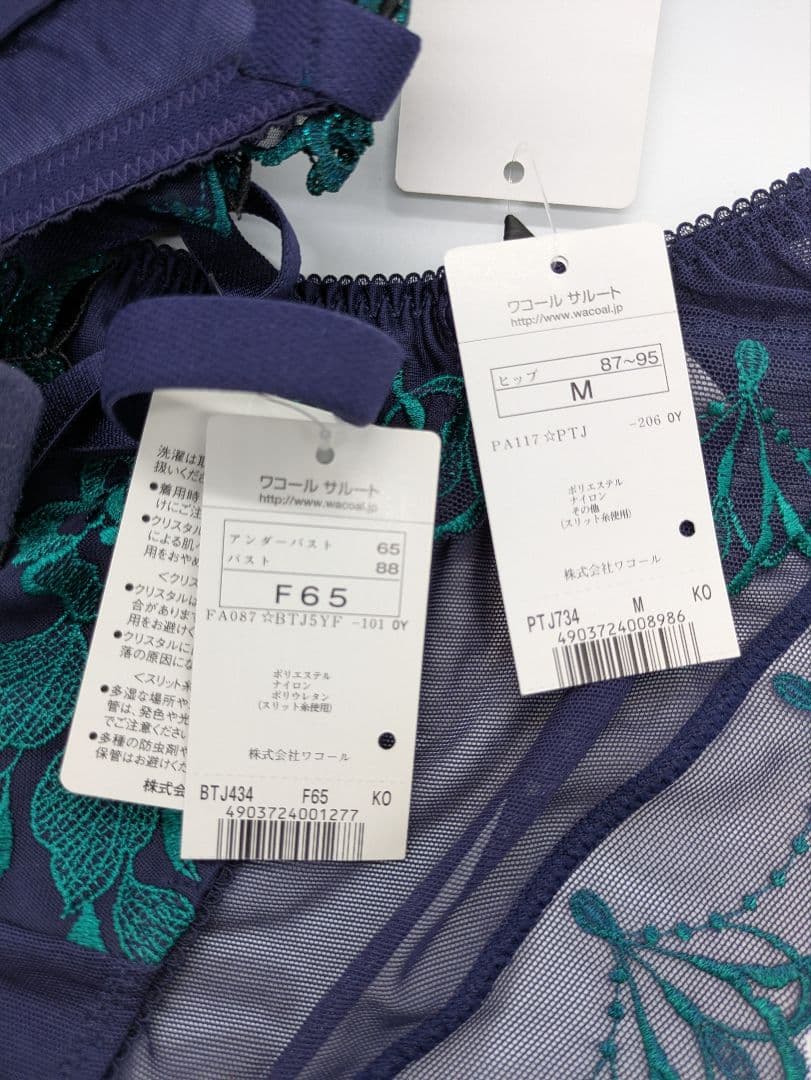 ワコール サルート
http://www.wacoal.jp
ヒップ 87~95
M
PA117☆PTJ -206 0Y
ポリエステル
ナイロン
その他
(スリット糸使用)
株式会社ワコール
PTJ734 M KO
4903724008986
ワコール サルート
http://www.wacoal.jp
アンダーバスト 65
バスト 88
F65
FA087☆BTJ5YF -101 0Y
ポリエステル
ナイロン
ポリウレタン
(スリット糸使用)
株式会社ワコール
BTJ434 F65 KO
4903724001277
洗濯は取
扱いくださ
●着用時
けにご注
●クリスタル
による肌
用をおやめ
<クリス
●クリスタルに
合がありま
用をお避けく
●クリスタルに
落の原因にな
<スリット糸
●多湿な場所や
管は、発色や光
でご注意ください
●多種の防虫剤や
保管はお避けくだ
株式会